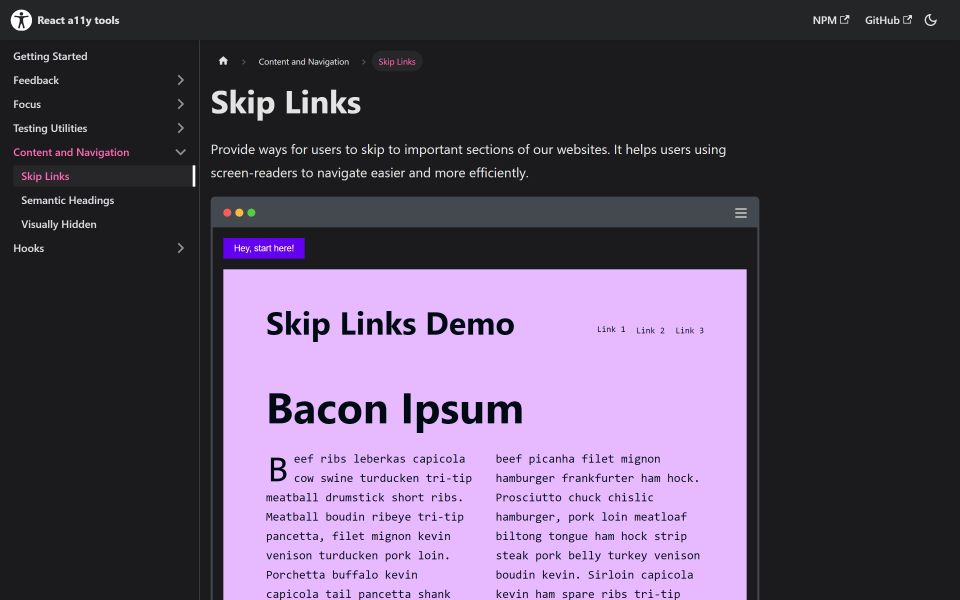 React a11y tools
NPM
GitHub
Getting Started
Feedback
Focus
Testing Utilities
Content and Navigation
Skip Links
Semantic Headings
Visually Hidden
Hooks
Content and Navigation
Skip Links
Skip Links
Provide ways for users to skip to important sections of our websites. It helps users using
screen-readers to navigate easier and more efficiently.
Hey, start here!
Skip Links Demo
Link 1
Link 2
Link 3
Bacon Ipsum
Beef ribs leberkas capicola
cow swine turducken tri-tip
meatball drumstick short ribs.
Meatball boudin ribeye tri-tip
pancetta, filet mignon kevin
venison turducken pork loin.
Porchetta buffalo kevin
capicola tail pancetta shank
beef picanha filet mignon
hamburger frankfurter ham hock.
Prosciutto chuck chislic
hamburger, pork loin meatloaf
biltong tongue ham hock strip
steak pork belly turkey venison
boudin kevin. Sirloin capicola
kevin ham spare ribs tri-tip